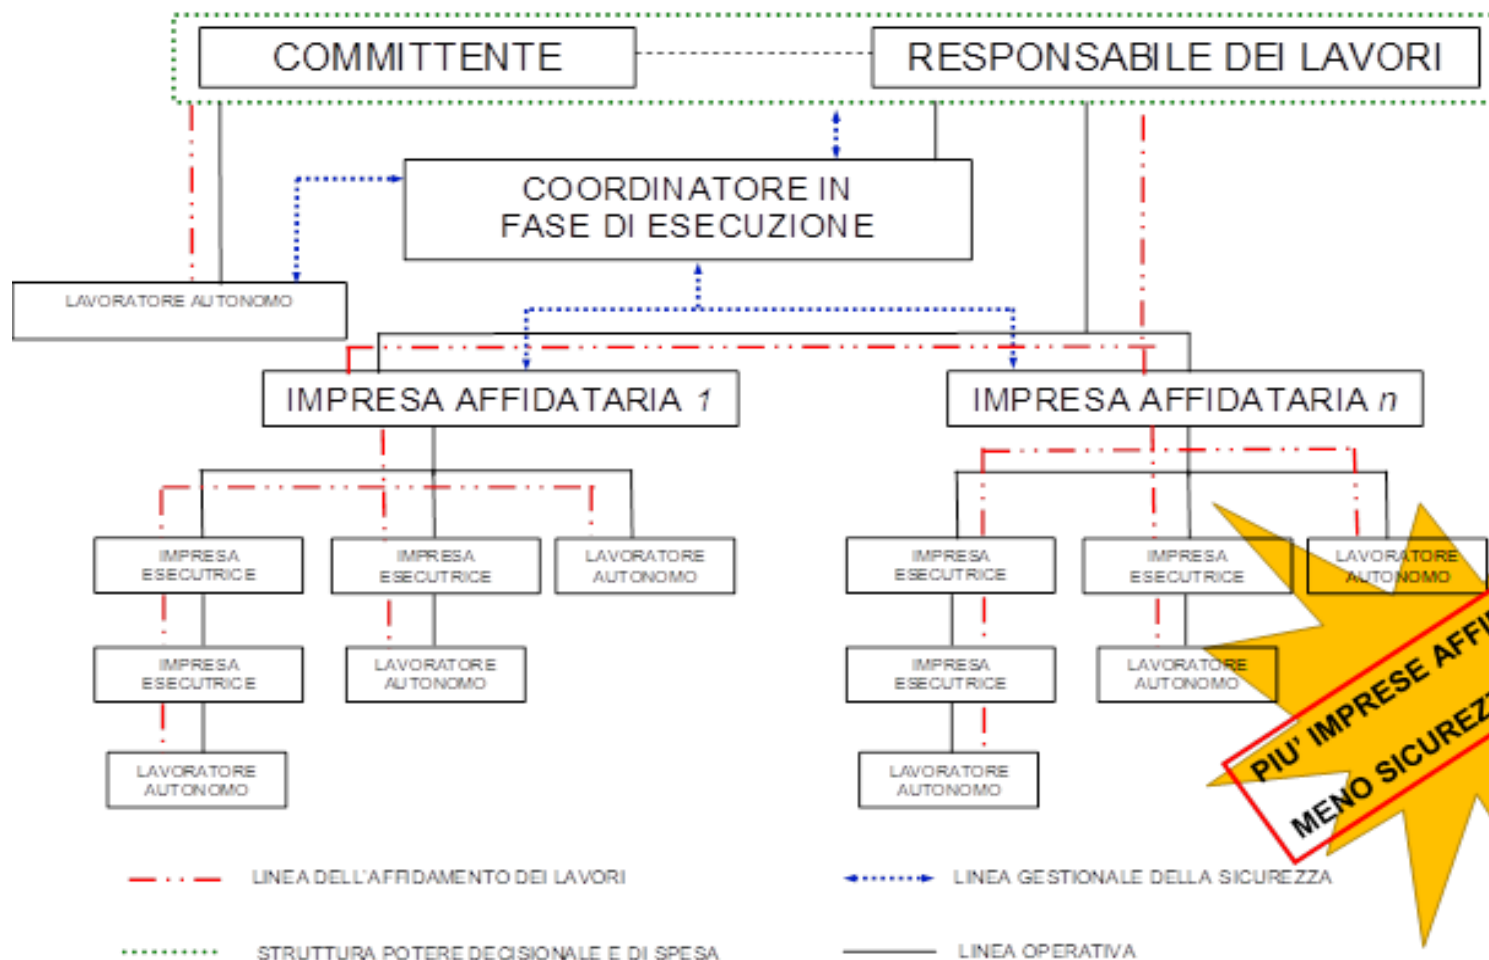 COMMITTENTE
RESPONSABILE DEI LAVORI
COORDINATORE IN
FASE DI ESECUZIONE
LAVORATORE AUTONOMO
IMPRESA AFFIDATARIA 1
IMPRESA AFFIDATARIA n
IMPRESA
ESECUTRICE
IMPRESA
ESECUTRICE
LAVORATORE
AUTONOMO
IMPRESA
ESECUTRICE
IMPRESA
ESECUTRICE
LAVORATORE
AUTONOMO
IMPRESA
ESECUTRICE
LAVORATORE
AUTONOMO
IMPRESA
ESECUTRICE
LAVORATORE
AUTONOMO
LAVORATORE
AUTONOMO
LAVORATORE
AUTONOMO
PIU' IMPRESE
MENO
LINEA DELL'AFFIDAMENTO DEI LAVORI
LINEA GESTIONALE DELLA SICUREZZA
STRUTTURA POTERE DECISIONALE E DI SPESA
LINEA OPERATIVA